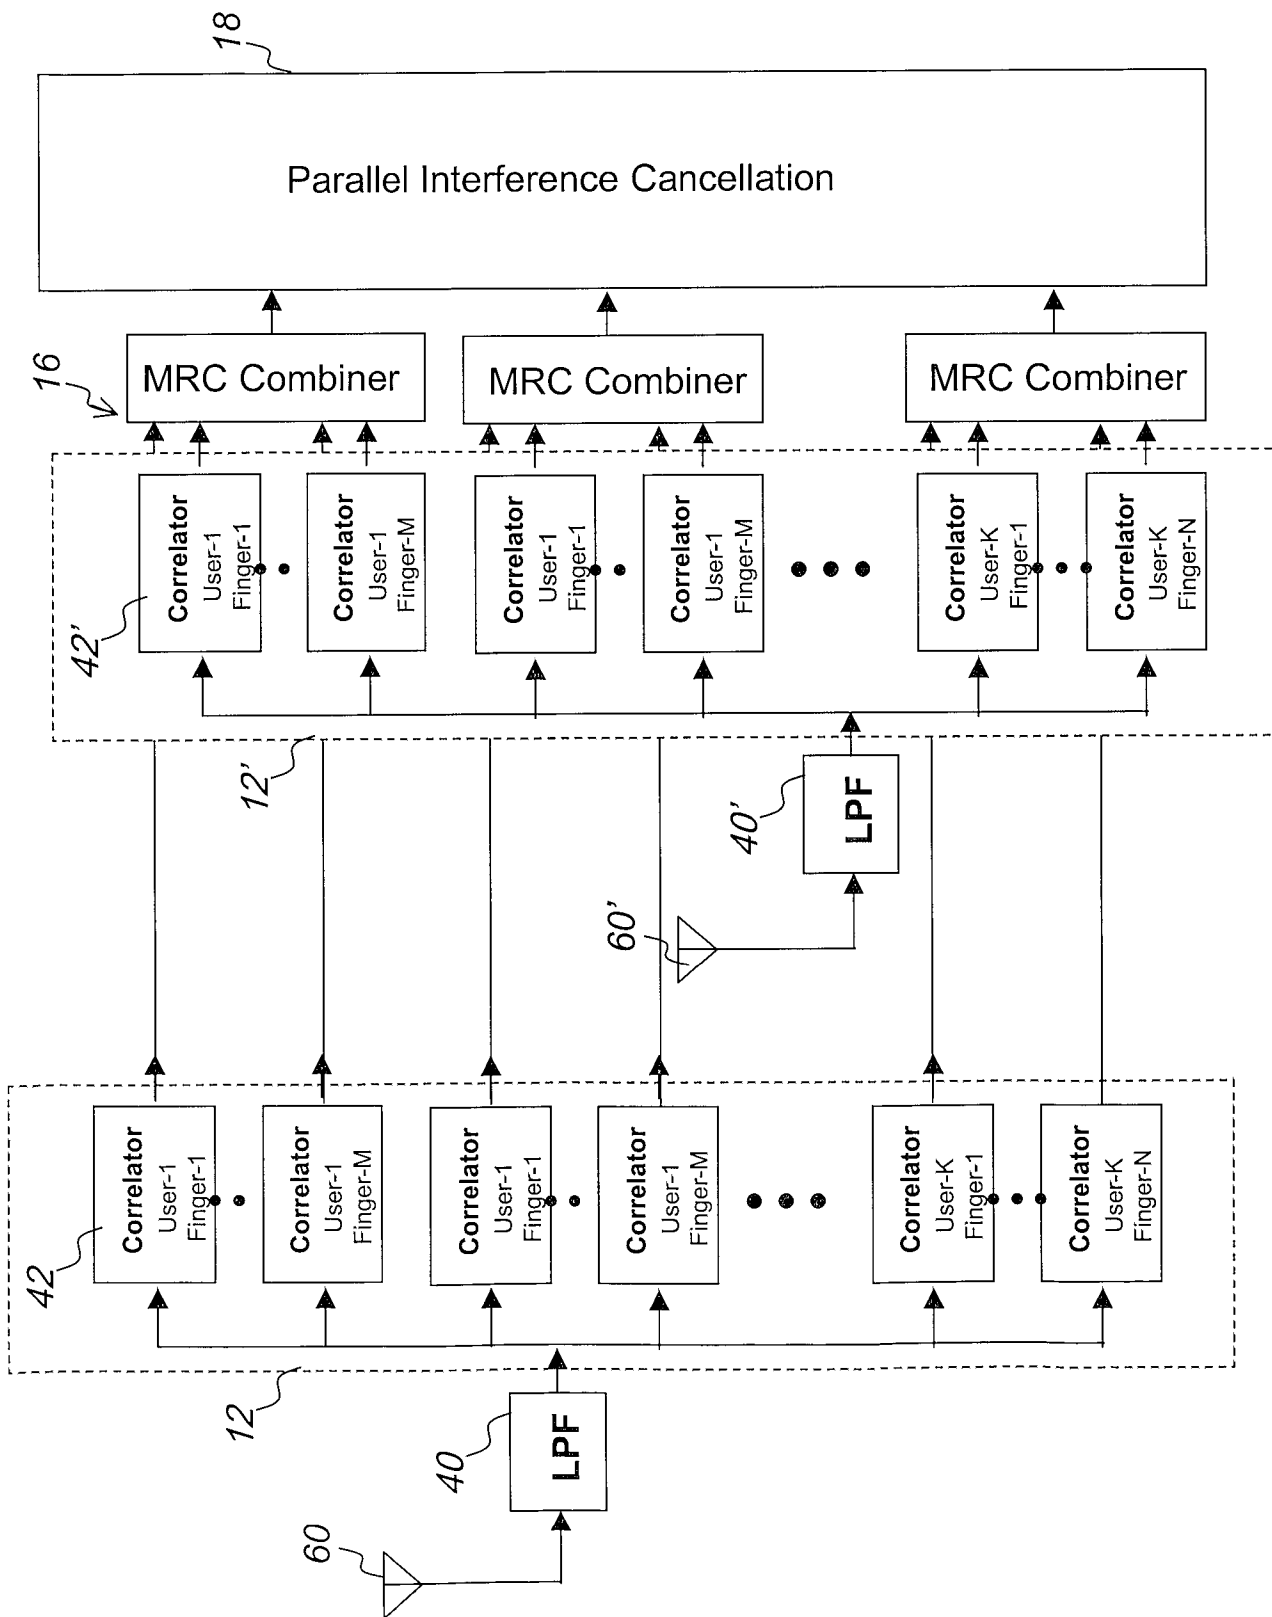 18
Parallel Interference Cancellation
16
MRC Combiner
MRC Combiner
MRC Combiner
42'
Correlator
User-1
Finger-1
Correlator
User-1
Finger-M
Correlator
User-1
Finger-1
Correlator
User-1
Finger-M
Correlator
User-K
Finger-1
Correlator
User-K
Finger-N
12'
40'
LPF
60'
42
Correlator
User-1
Finger-1
Correlator
User-1
Finger-M
Correlator
User-1
Finger-1
Correlator
User-1
Finger-M
Correlator
User-K
Finger-1
Correlator
User-K
Finger-N
12
40
LPF
60